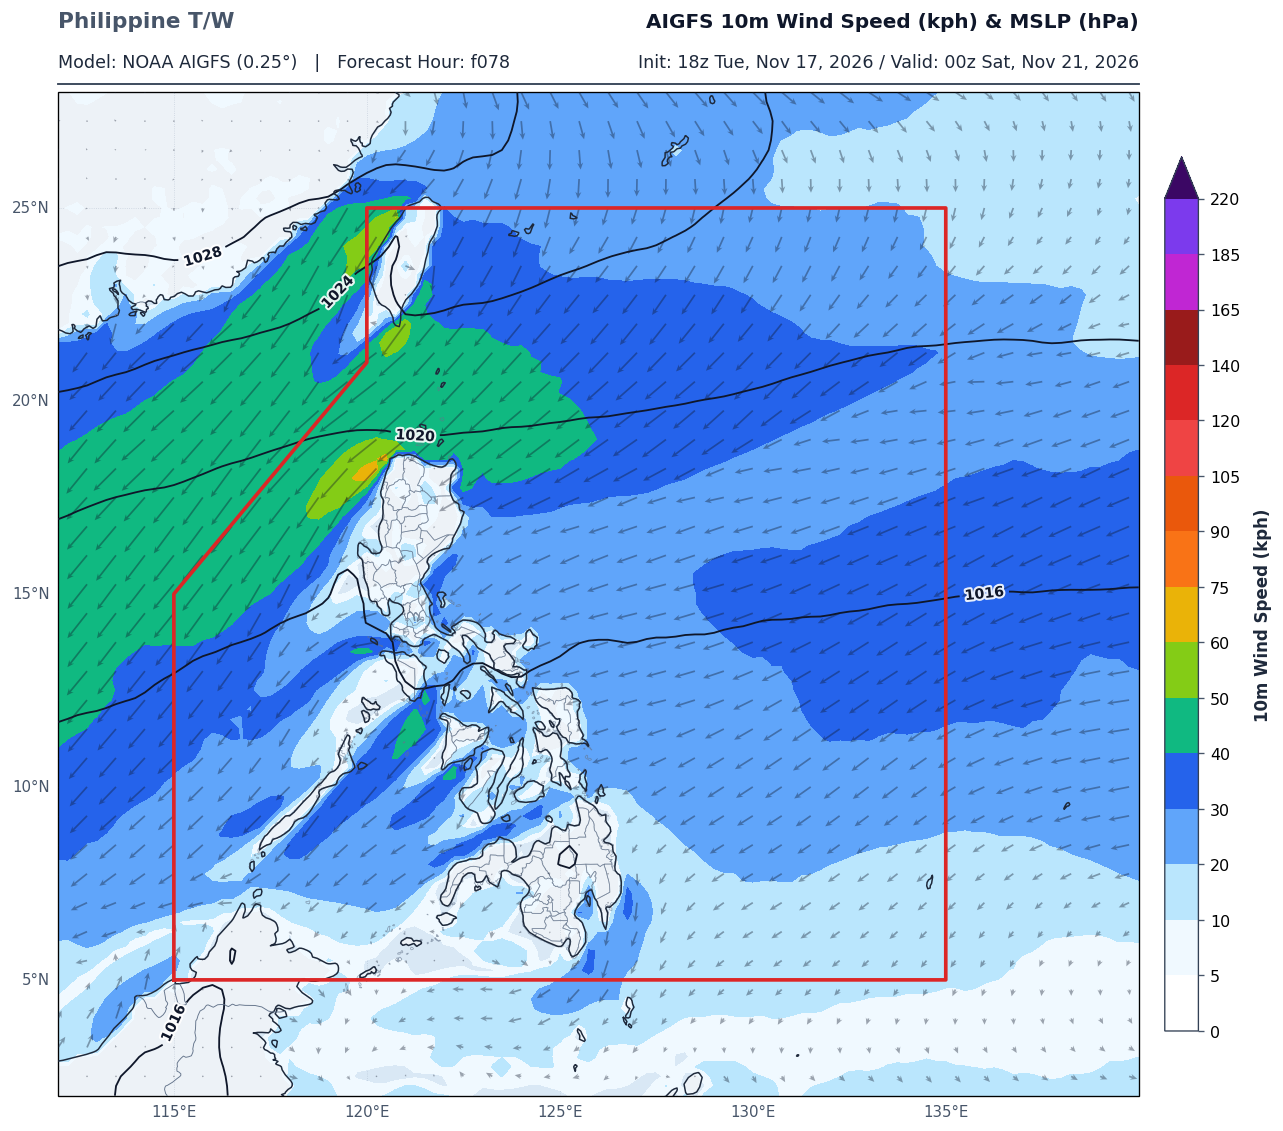 Philippine T/W
AIGFS 10m Wind Speed (kph) & MSLP (hPa)
Model: NOAA AIGFS (0.25°)   |   Forecast Hour: f078
Init: 18z Tue, Nov 17, 2026 / Valid: 00z Sat, Nov 21, 2026
25°N
20°N
15°N
10°N
5°N
115°E
120°E
125°E
130°E
135°E
1028
1024
1020
1016
1016
220
185
165
140
120
105
90
75
60
50
40
30
20
10
5
0
10m Wind Speed (kph)